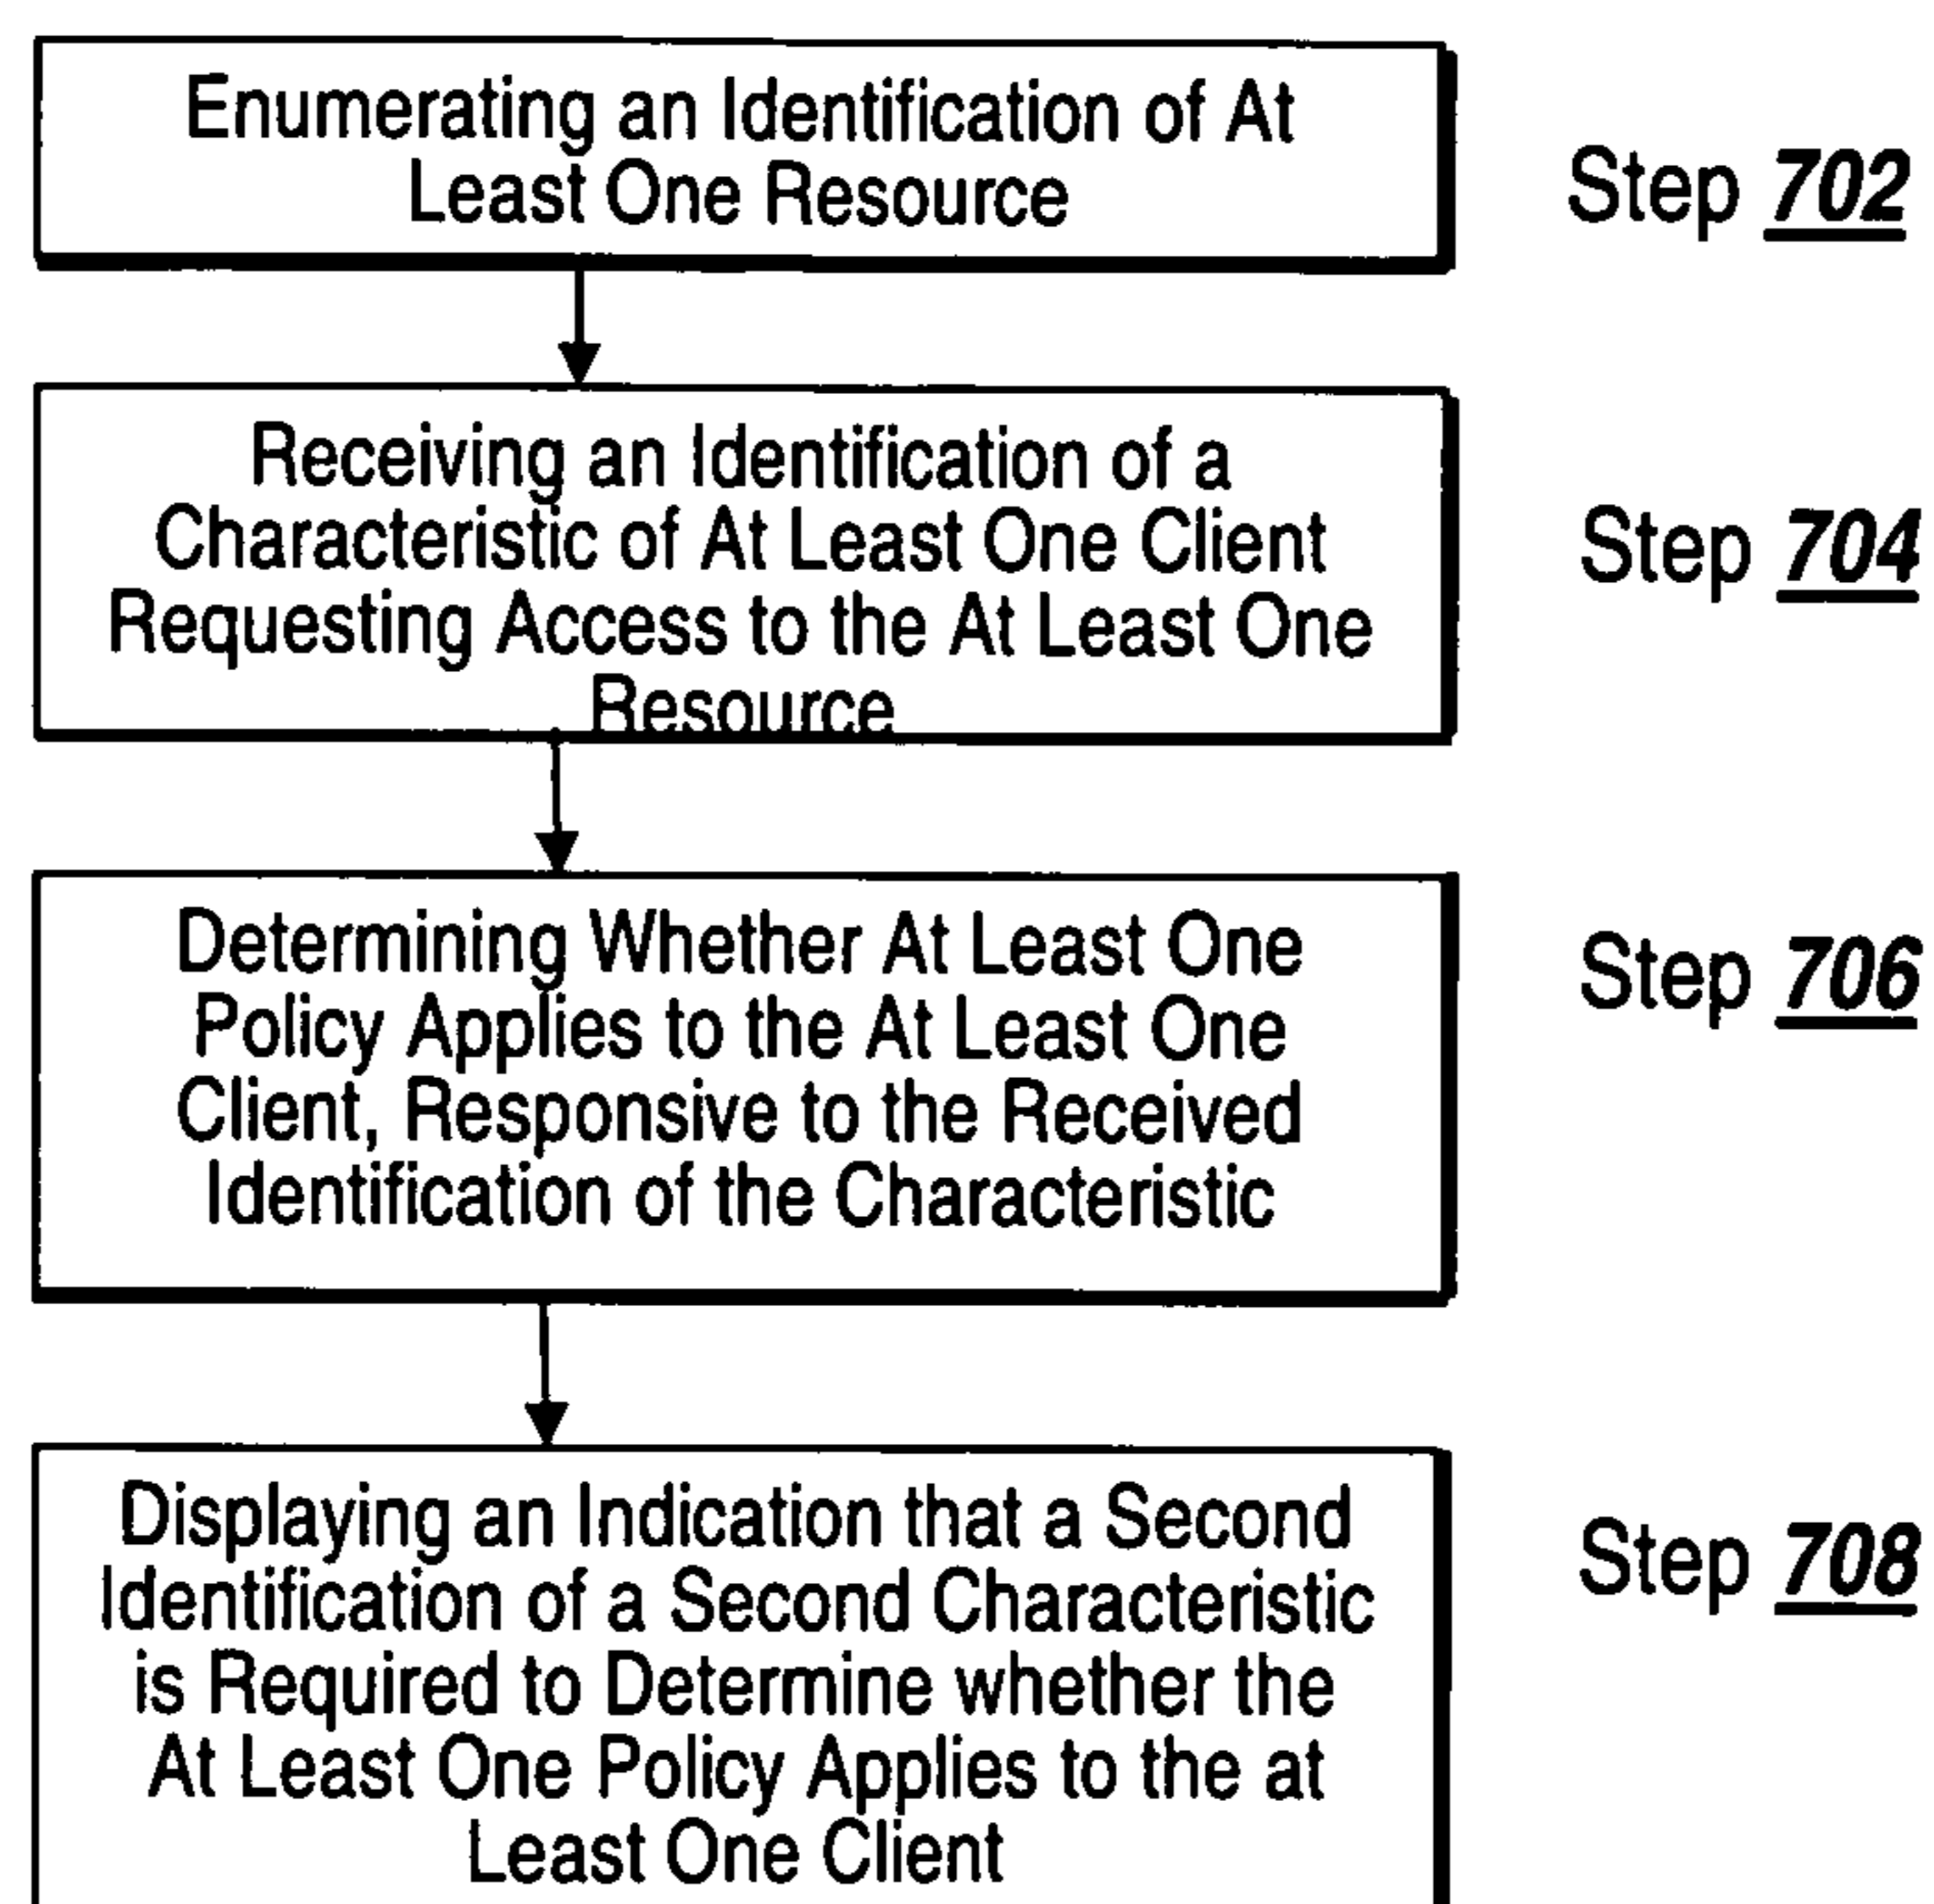 Enumerating an Identification of At
Least One Resource
Step 702
Receiving an Identification of a
Characteristic of At Least One Client
Requesting Access to the At Least One
Resource
Step 704
Determining Whether At Least One
Policy Applies to the At Least One
Client, Responsive to the Received
Identification of the Characteristic
Step 706
Displaying an Indication that a Second
Identification of a Second Characteristic
is Required to Determine whether the
At Least One Policy Applies to the at
Least One Client
Step 708